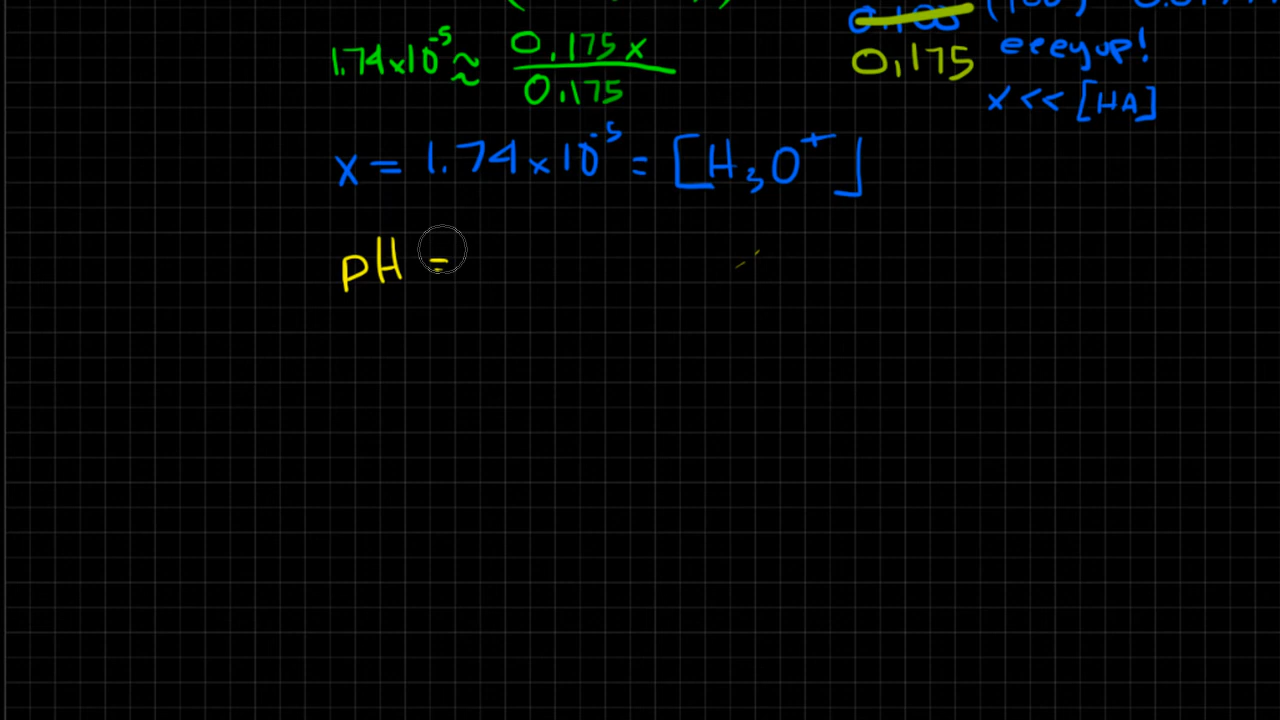 1.74x10⁻⁵ ≈ 0.175x / 0.175
0.175
eeeyup!
x << [HA]
x = 1.74x10⁻⁵ = [H₃O⁺]
pH =